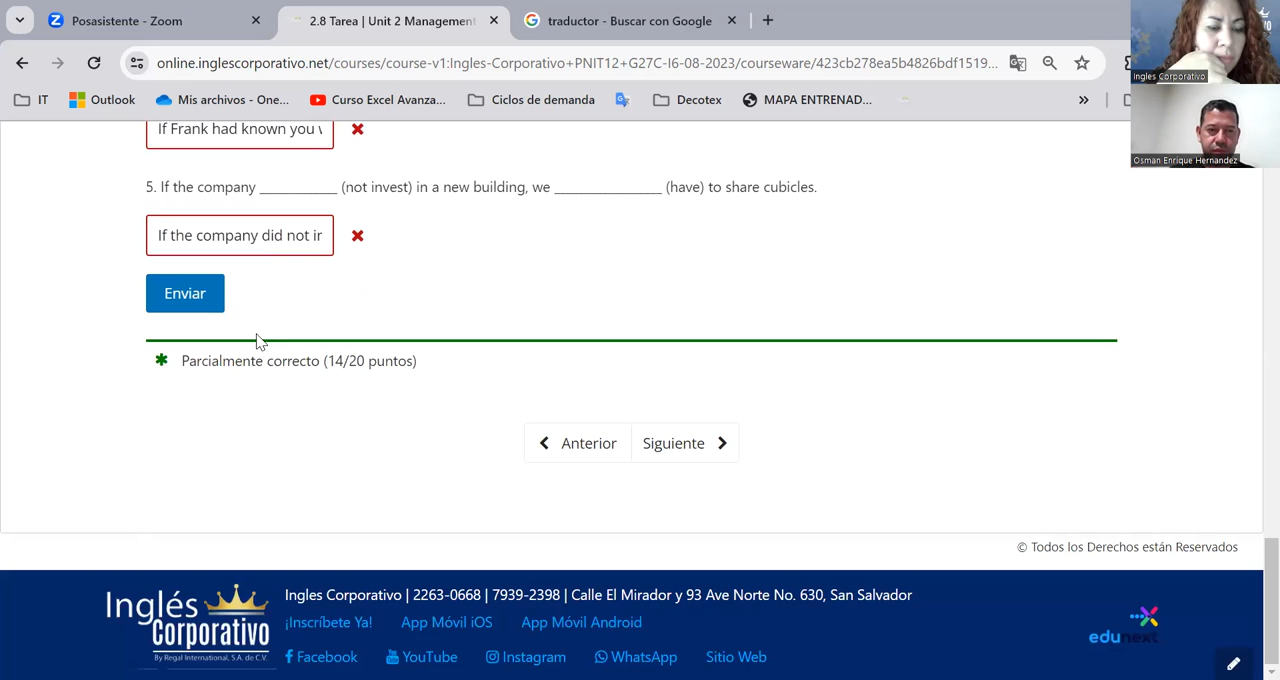 Posasistente - Zoom
2.8 Tarea | Unit 2 Management
traductor - Buscar con Google
online.inglescorporativo.net/courses/course-v1:Ingles-Corporativo+PNIT12+G27C-I6-08-2023/courseware/423cb278ea5b4826bdf1519...
IT
Outlook
Mis archivos - One...
Curso Excel Avanza...
Ciclos de demanda
Decotex
MAPA ENTRENAD...
Ingles Corporativo
Osman Enrique Hernandez
If Frank had known you
5. If the company ___________ (not invest) in a new building, we _______________ (have) to share cubicles.
If the company did not ir
Enviar
Parcialmente correcto (14/20 puntos)
Anterior
Siguiente
© Todos los Derechos están Reservados
Inglés Corporativo
By Regal International, S.A. de C.V.
Ingles Corporativo | 2263-0668 | 7939-2398 | Calle El Mirador y 93 Ave Norte No. 630, San Salvador
¡Inscríbete Ya!
App Móvil iOS
App Móvil Android
Facebook
YouTube
Instagram
WhatsApp
Sitio Web
edunext